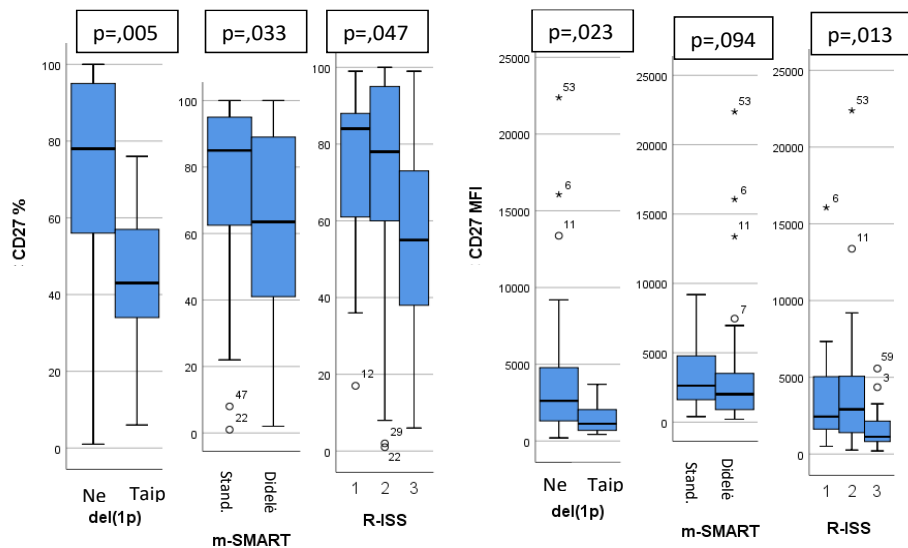 p=,005
p=,033
p=,047
p=,023
p=,094
p=,013
CD27 %
100
80
60
40
20
0
Ne
Taip
del(1p)
100
80
60
40
20
0
47
22
Stand.
Didelė
m-SMART
100
80
60
40
20
0
12
29
22
1
2
3
R-ISS
CD27 MFI
25000
20000
15000
10000
5000
0
53
6
11
Ne
Taip
del(1p)
25000
20000
15000
10000
5000
0
53
6
11
7
Stand.
Didelė
m-SMART
25000
20000
15000
10000
5000
0
53
6
11
59
3
1
2
3
R-ISS